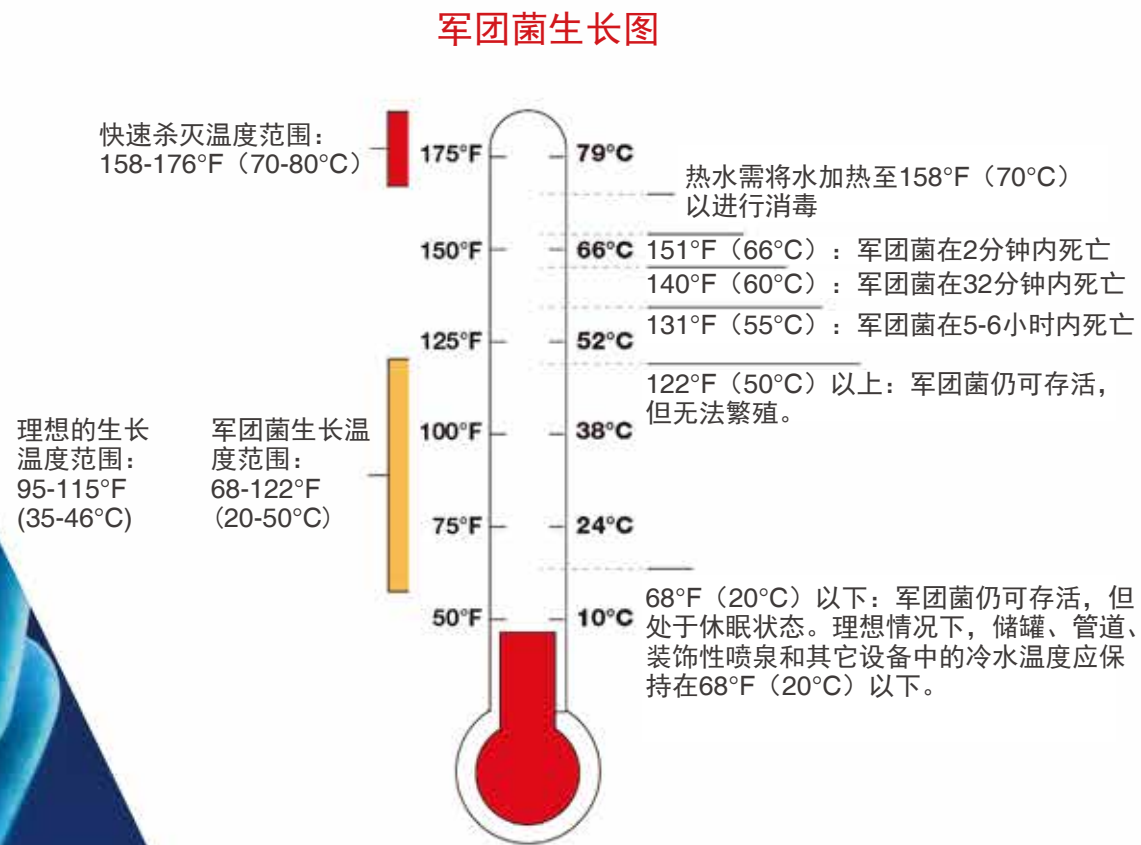 军团菌生长图
快速杀灭温度范围：
158-176°F（70-80°C）
175°F
79°C
热水需将水加热至158°F（70°C）
以进行消毒
150°F
66°C
151°F（66°C）：军团菌在2分钟内死亡
140°F（60°C）：军团菌在32分钟内死亡
131°F（55°C）：军团菌在5-6小时内死亡
125°F
52°C
122°F（50°C）以上：军团菌仍可存活，
但无法繁殖。
理想的生长
温度范围：
95-115°F
(35-46°C)
军团菌生长温
度范围：
68-122°F
（20-50°C）
100°F
38°C
75°F
24°C
50°F
10°C
68°F（20°C）以下：军团菌仍可存活，但
处于休眠状态。理想情况下，储罐、管道、
装饰性喷泉和其它设备中的冷水温度应保
持在68°F（20°C）以下。